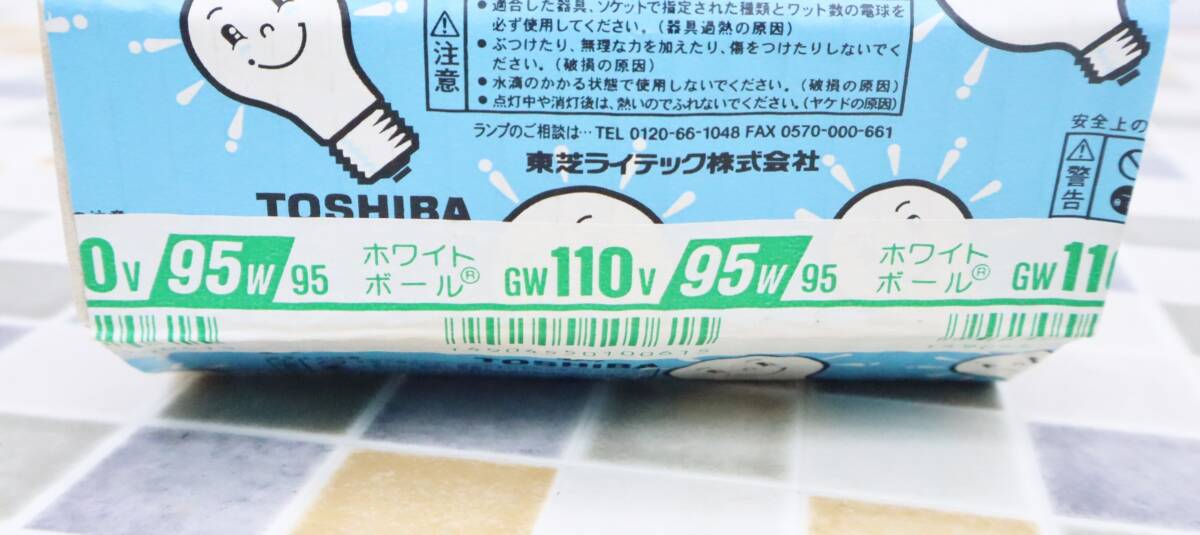 ●適合した器具、ソケットで指定された種類とワット数の電球を
必ず使用してください。(器具過熱の原因)
注意
●ぶつけたり、無理な力を加えたり、傷をつけたりしないでく
ださい。(破損の原因)
●水滴のかかる状態で使用しないでください。(破損の原因)
●点灯中や消灯後は、熱いのでふれないでください。(ヤケドの原因)
ランプのご相談は…TEL 0120-66-1048 FAX 0570-000-661
東芝ライテック株式会社
安全上の
警告
TOSHIBA
0V 95W 95 ホワイトボール® GW110V 95W 95 ホワイトボール® GW 11
TOSHIBA